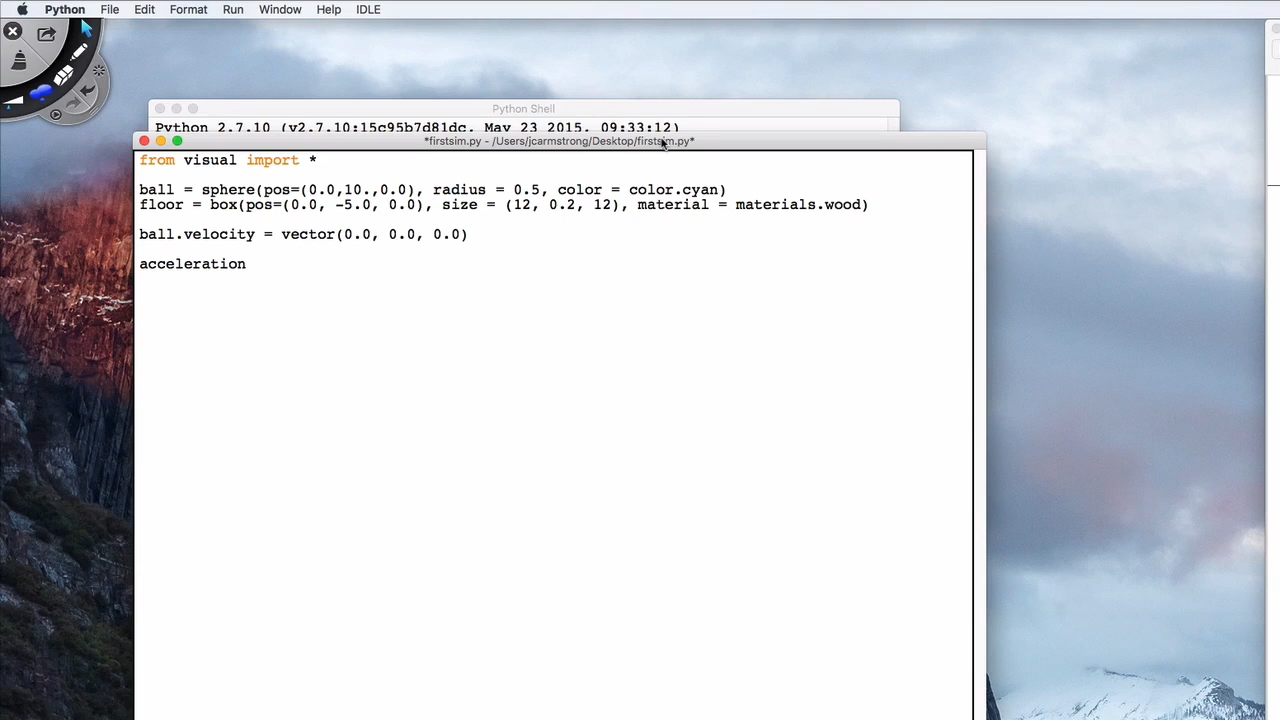 Python File Edit Format Run Window Help IDLE
Python Shell
Python 2.7.10 (v2.7.10:15c95b7d81dc, May 23 2015, 09:33:12)
*firstsim.py - /Users/jcarmstrong/Desktop/firstsim.py*
from visual import *
ball = sphere(pos=(0.0,10.,0.0), radius = 0.5, color = color.cyan)
floor = box(pos=(0.0, -5.0, 0.0), size = (12, 0.2, 12), material = materials.wood)
ball.velocity = vector(0.0, 0.0, 0.0)
acceleration